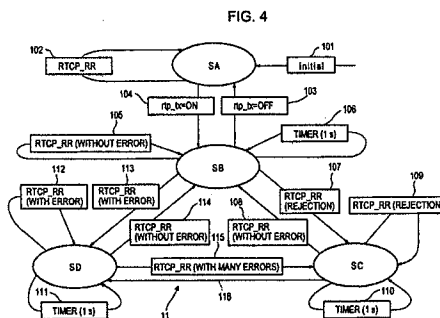 FIG. 4
102
RTCP_RR
SA
101
Initial
104
rtp_tx=ON
rtp_tx=OFF
103
105
RTCP_RR (WITHOUT ERROR)
106
TIMER (1 s)
SB
112
RTCP_RR
(WITH ERROR)
113
RTCP_RR
(WITH ERROR)
107
RTCP_RR
(REJECTION)
109
RTCP_RR (REJECTION)
114
RTCP_RR
(WITHOUT ERROR)
108
RTCP_RR
(WITHOUT ERROR)
115
RTCP_RR (WITH MANY ERRORS)
SD
SC
111
TIMER (1 s)
116
11
110
TIMER (1 s)